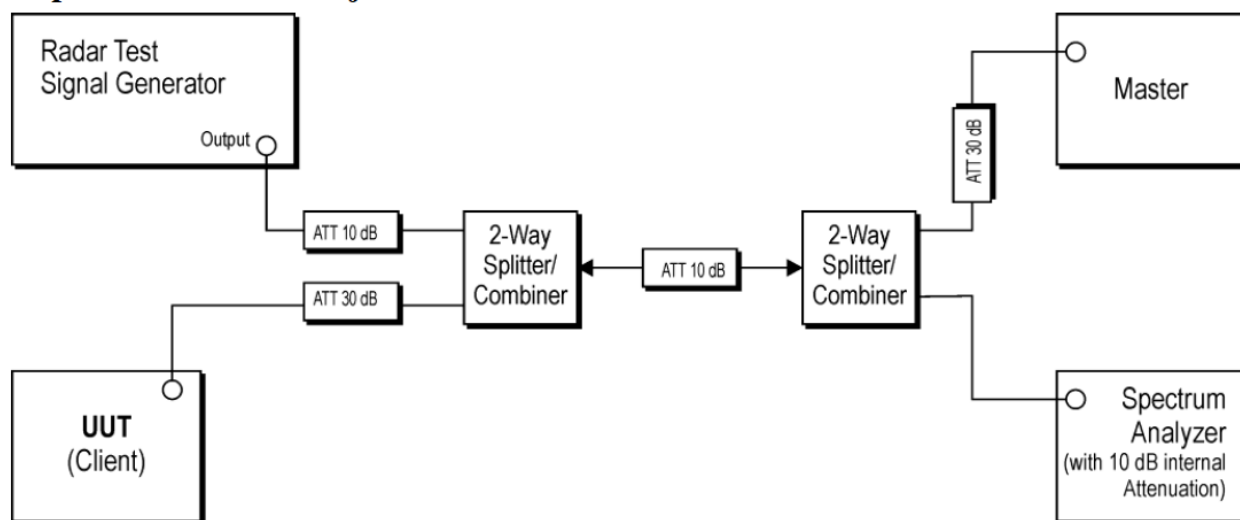 Radar Test
Signal Generator
Output
ATT 10 dB
ATT 30 dB
2-Way
Splitter/
Combiner
ATT 10 dB
2-Way
Splitter/
Combiner
ATT 30 dB
Master
UUT
(Client)
Spectrum
Analyzer
(with 10 dB internal
Attenuation)